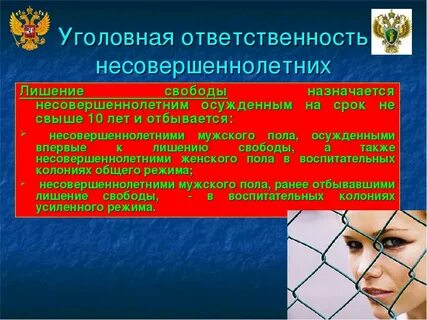 Уголовная ответственность
несовершеннолетних
Лишение свободы назначается
несовершеннолетним осужденным на срок не
свыше 10 лет и отбывается:
несовершеннолетними мужского пола, осужденными
впервые к лишению свободы, а также
несовершеннолетними женского пола в воспитательных
колониях общего режима;
несовершеннолетними мужского пола, ранее отбывавшими
лишение свободы, - в воспитательных колониях
усиленного режима.